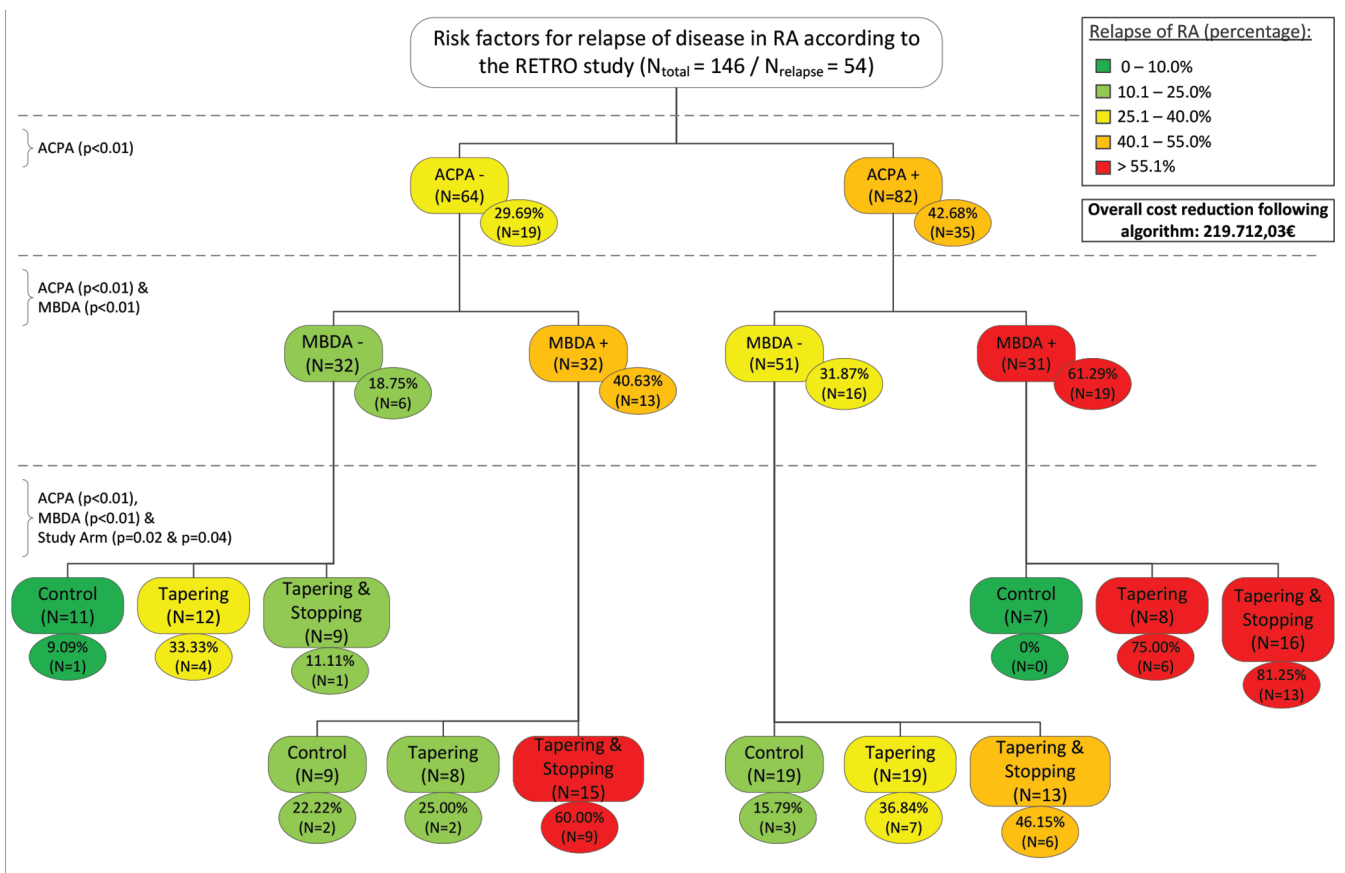 Risk factors for relapse of disease in RA according to
the RETRO study (Ntotal = 146 / Nrelapse = 54)
Relapse of RA (percentage):
0 – 10.0%
10.1 – 25.0%
25.1 – 40.0%
40.1 – 55.0%
> 55.1%
Overall cost reduction following
algorithm: 219.712,03€
ACPA (p<0.01)
ACPA -
(N=64)
29.69%
(N=19)
ACPA +
(N=82)
42.68%
(N=35)
ACPA (p<0.01) &
MBDA (p<0.01)
MBDA -
(N=32)
18.75%
(N=6)
MBDA +
(N=32)
40.63%
(N=13)
MBDA -
(N=51)
31.87%
(N=16)
MBDA +
(N=31)
61.29%
(N=19)
ACPA (p<0.01),
MBDA (p<0.01) &
Study Arm (p=0.02 & p=0.04)
Control
(N=11)
9.09%
(N=1)
Tapering
(N=12)
33.33%
(N=4)
Tapering &
Stopping
(N=9)
11.11%
(N=1)
Control
(N=7)
0%
(N=0)
Tapering
(N=8)
75.00%
(N=6)
Tapering &
Stopping
(N=16)
81.25%
(N=13)
Control
(N=9)
22.22%
(N=2)
Tapering
(N=8)
25.00%
(N=2)
Tapering &
Stopping
(N=15)
60.00%
(N=9)
Control
(N=19)
15.79%
(N=3)
Tapering
(N=19)
36.84%
(N=7)
Tapering &
Stopping
(N=13)
46.15%
(N=6)